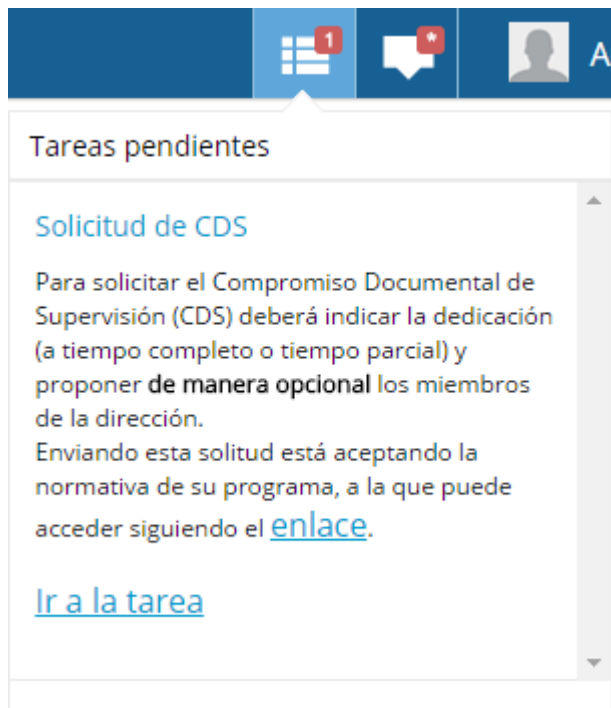 1
*
A
Tareas pendientes
Solicitud de CDS
Para solicitar el Compromiso Documental de
Supervisión (CDS) deberá indicar la dedicación
(a tiempo completo o tiempo parcial) y
proponer de manera opcional los miembros
de la dirección.
Enviando esta solitud está aceptando la
normativa de su programa, a la que puede
acceder siguiendo el enlace.
Ir a la tarea